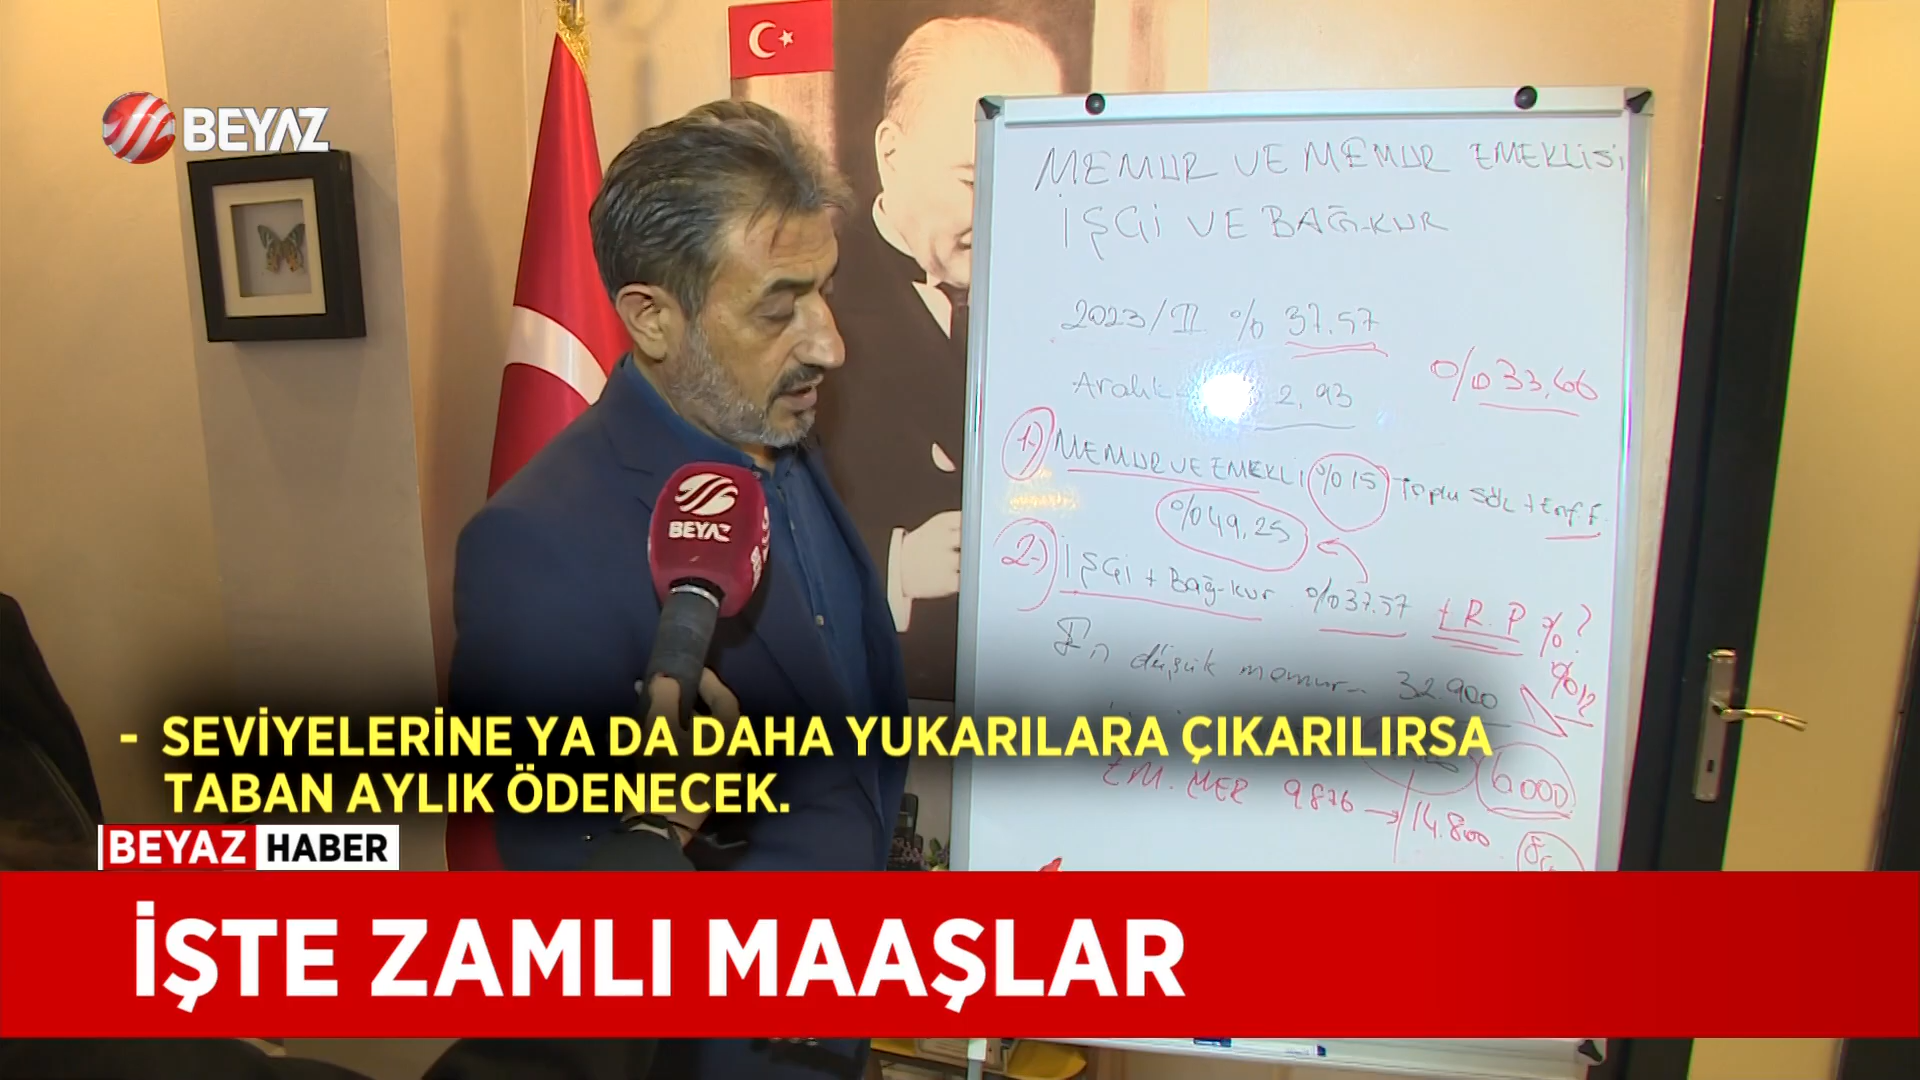 BEYAZ
MEMUR VE MEMUR EMEKLİSİ
İŞÇİ VE BAĞ-KUR
2023/II % 37.57
% 33,66
Aralık 2,93
1-) MEMUR VE EMEKLİ %15 Toplu Söz + Enf. F.
%49,25
2-) İŞÇİ + Bağ-kur %37.57 + R.P %?
%12
En düşük memur 32.900
6000
EM. MER 9876 → 14.800
BEYAZ
- SEVİYELERİNE YA DA DAHA YUKARILARA ÇIKARILIRSA
TABAN AYLIK ÖDENECEK.
BEYAZ HABER
İŞTE ZAMLI MAAŞLAR